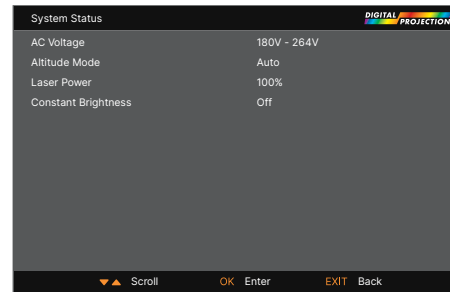 System Status
DIGITAL PROJECTION
AC Voltage 180V - 264V
Altitude Mode Auto
Laser Power 100%
Constant Brightness Off
Scroll OK Enter EXIT Back